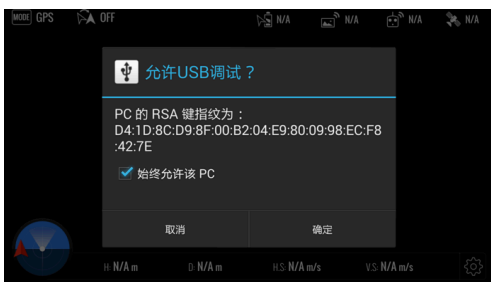 MODE GPS OFF N/A N/A N/A N/A
允许USB调试？
PC 的 RSA 键指纹为：
D4:1D:8C:D9:8F:00:B2:04:E9:80:09:98:EC:F8
:42:7E
始终允许该 PC
取消 确定
H: N/A m D: N/A m H.S: N/A m/s V.S: N/A m/s